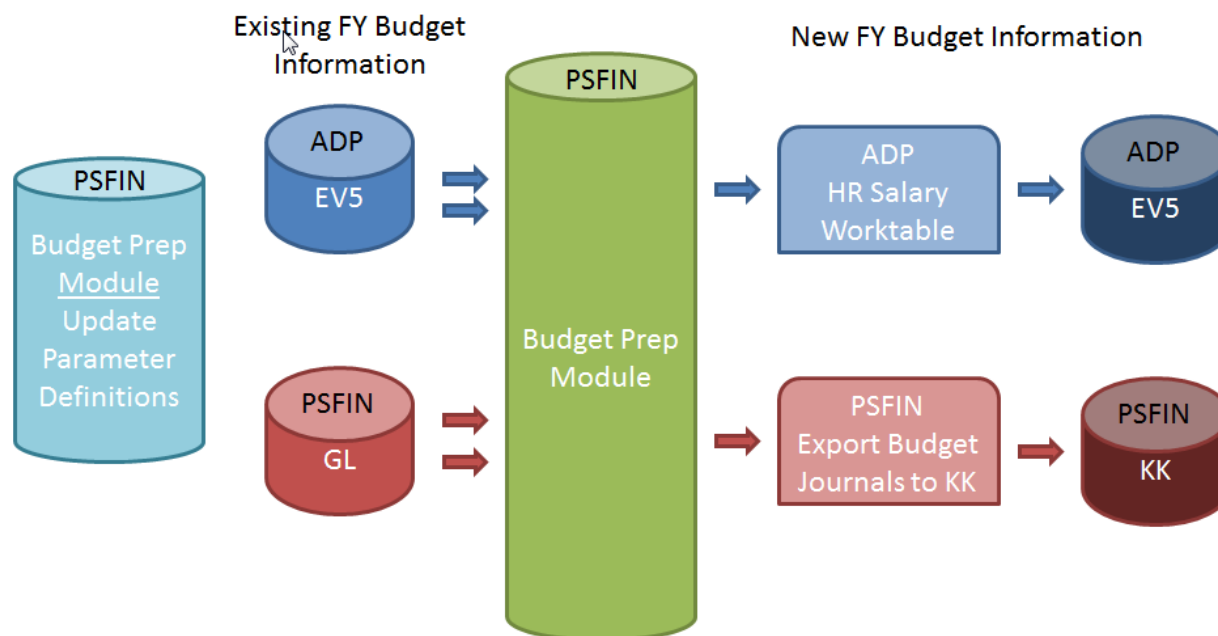 Existing FY Budget
Information
New FY Budget Information
PSFIN
Budget Prep
Module
Update
Parameter
Definitions
ADP
EV5
PSFIN
GL
PSFIN
Budget Prep
Module
ADP
HR Salary
Worktable
ADP
EV5
PSFIN
Export Budget
Journals to KK
PSFIN
KK